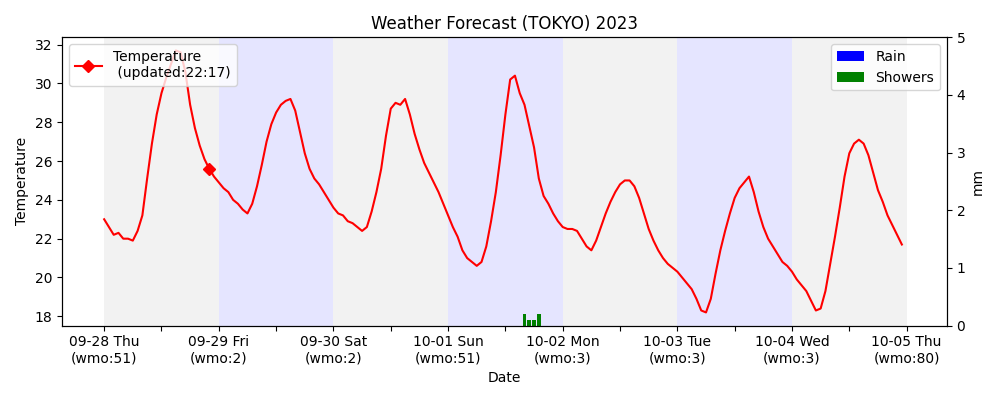 Weather Forecast (TOKYO) 2023
Temperature
(updated:22:17)
Rain
Showers
32
30
28
26
24
22
20
18
Temperature
5
4
3
2
1
0
mm
09-28 Thu
(wmo:51)
09-29 Fri
(wmo:2)
09-30 Sat
(wmo:2)
10-01 Sun
(wmo:51)
10-02 Mon
(wmo:3)
10-03 Tue
(wmo:3)
10-04 Wed
(wmo:3)
10-05 Thu
(wmo:80)
Date